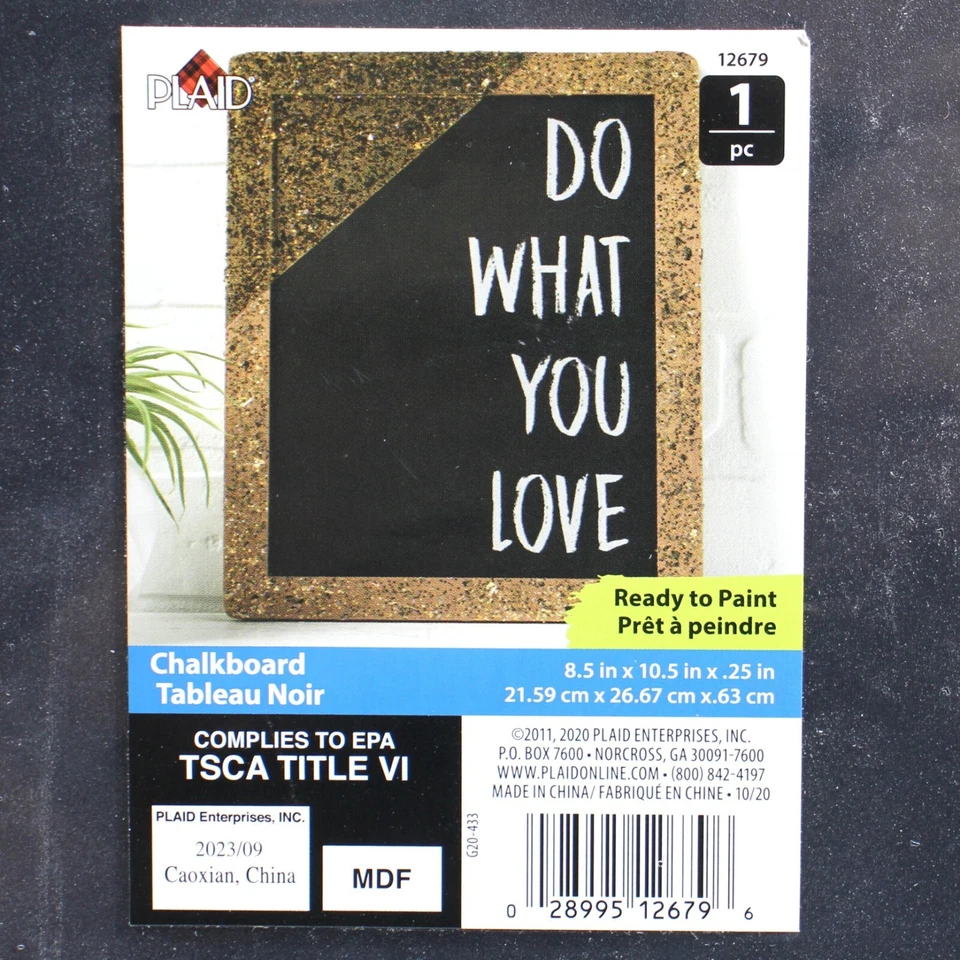 PLAID®
12679
1
pc
DO
WHAT
YOU
LOVE
Ready to Paint
Prêt à peindre
Chalkboard
Tableau Noir
8.5 in x 10.5 in x .25 in
21.59 cm x 26.67 cm x.63 cm
COMPLIES TO EPA
TSCA TITLE VI
PLAID Enterprises, INC.
2023/09
Caoxian, China
MDF
©2011, 2020 PLAID ENTERPRISES, INC.
P.O. BOX 7600 • NORCROSS, GA 30091-7600
WWW.PLAIDONLINE.COM • (800) 842-4197
MADE IN CHINA/ FABRIQUÉ EN CHINE • 10/20
G20-433
0 28995 12679 6